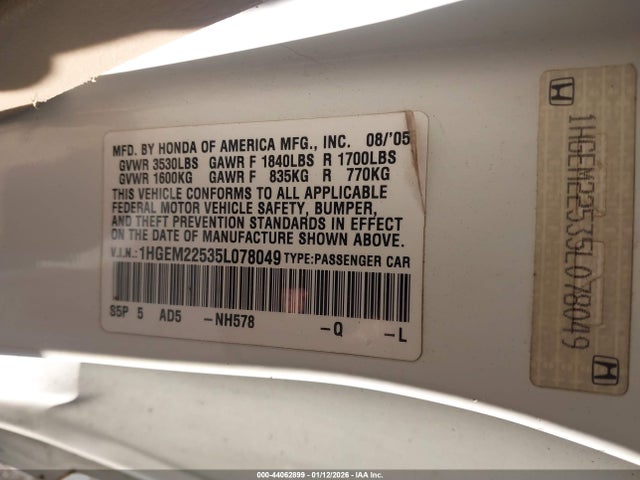 MFD. BY HONDA OF AMERICA MFG., INC. 08/'05
GVWR 3530LBS GAWR F 1840LBS R 1700LBS
GVWR 1600KG GAWR F 835KG R 770KG
THIS VEHICLE CONFORMS TO ALL APPLICABLE
FEDERAL MOTOR VEHICLE SAFETY, BUMPER,
AND THEFT PREVENTION STANDARDS IN EFFECT
ON THE DATE OF MANUFACTURE SHOWN ABOVE.
V.I.N.:1HGEM22535L078049 TYPE:PASSENGER CAR
S5P 5 AD5 -NH578 -Q -L
1HGEM22535L078049
000-44062899 - 01/12/2026 - IAA Inc.